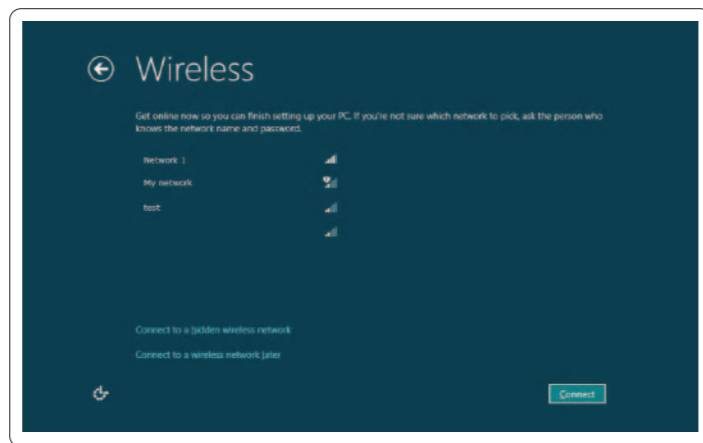 Wireless
Get online now so you can finish setting up your PC. If you're not sure which network to pick, ask the person who
knows the network name and password.
Network 1
My network
test
Connect to a hidden wireless network
Connect to a wireless network later
Connect